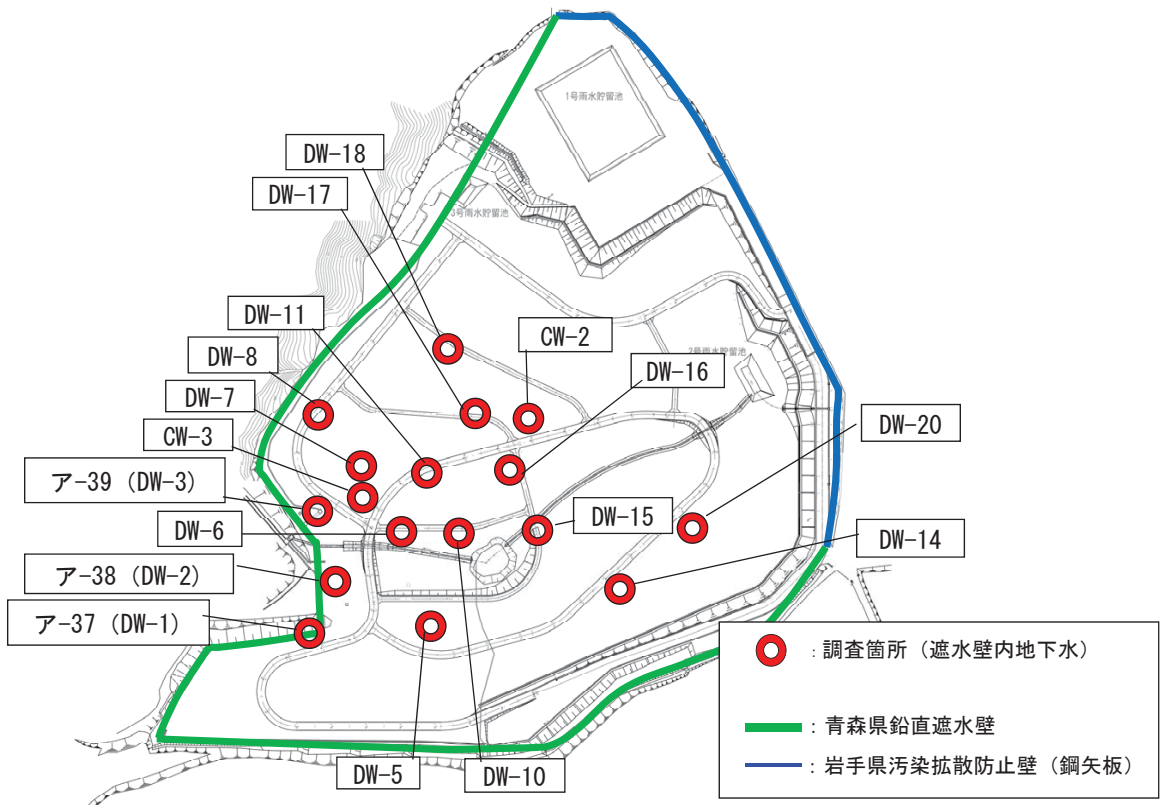 1号雨水貯留池
DW-18
DW-17
3号雨水貯留池
DW-11
CW-2
DW-8
2号雨水貯留池
DW-16
DW-7
CW-3
DW-20
ア-39 (DW-3)
DW-6
DW-15
DW-14
ア-38 (DW-2)
ア-37 (DW-1)
DW-5
DW-10
：調査箇所（遮水壁内地下水）
：青森県鉛直遮水壁
：岩手県汚染拡散防止壁（鋼矢板）